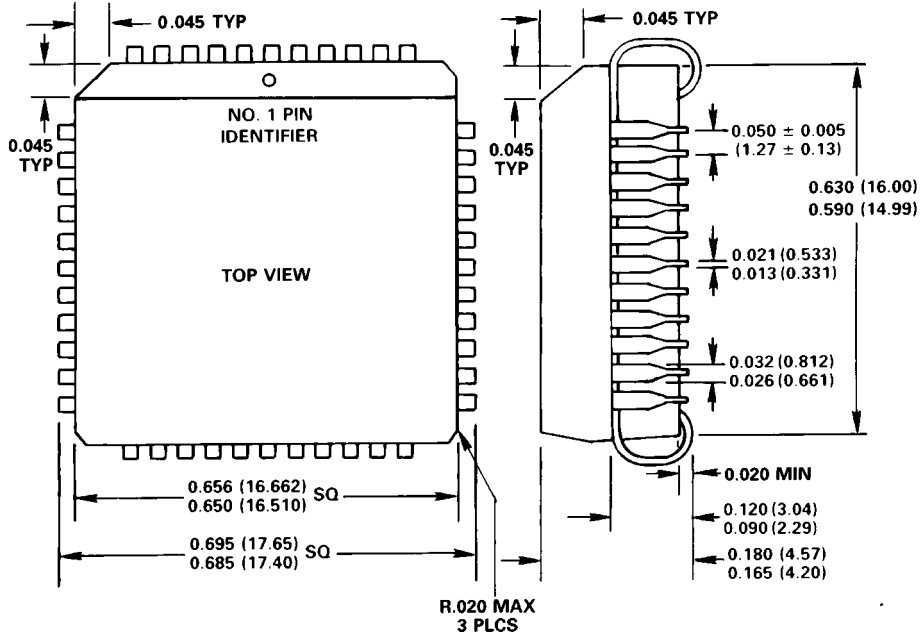 0.045 TYP
0.045 TYP
NO. 1 PIN
IDENTIFIER
0.045
TYP
0.045
TYP
0.050 ± 0.005
(1.27 ± 0.13)
0.630 (16.00)
0.590 (14.99)
TOP VIEW
0.021 (0.533)
0.013 (0.331)
0.032 (0.812)
0.026 (0.661)
0.656 (16.662) SQ
0.650 (16.510)
0.020 MIN
0.120 (3.04)
0.090 (2.29)
0.695 (17.65) SQ
0.685 (17.40)
0.180 (4.57)
0.165 (4.20)
R.020 MAX
3 PLCS